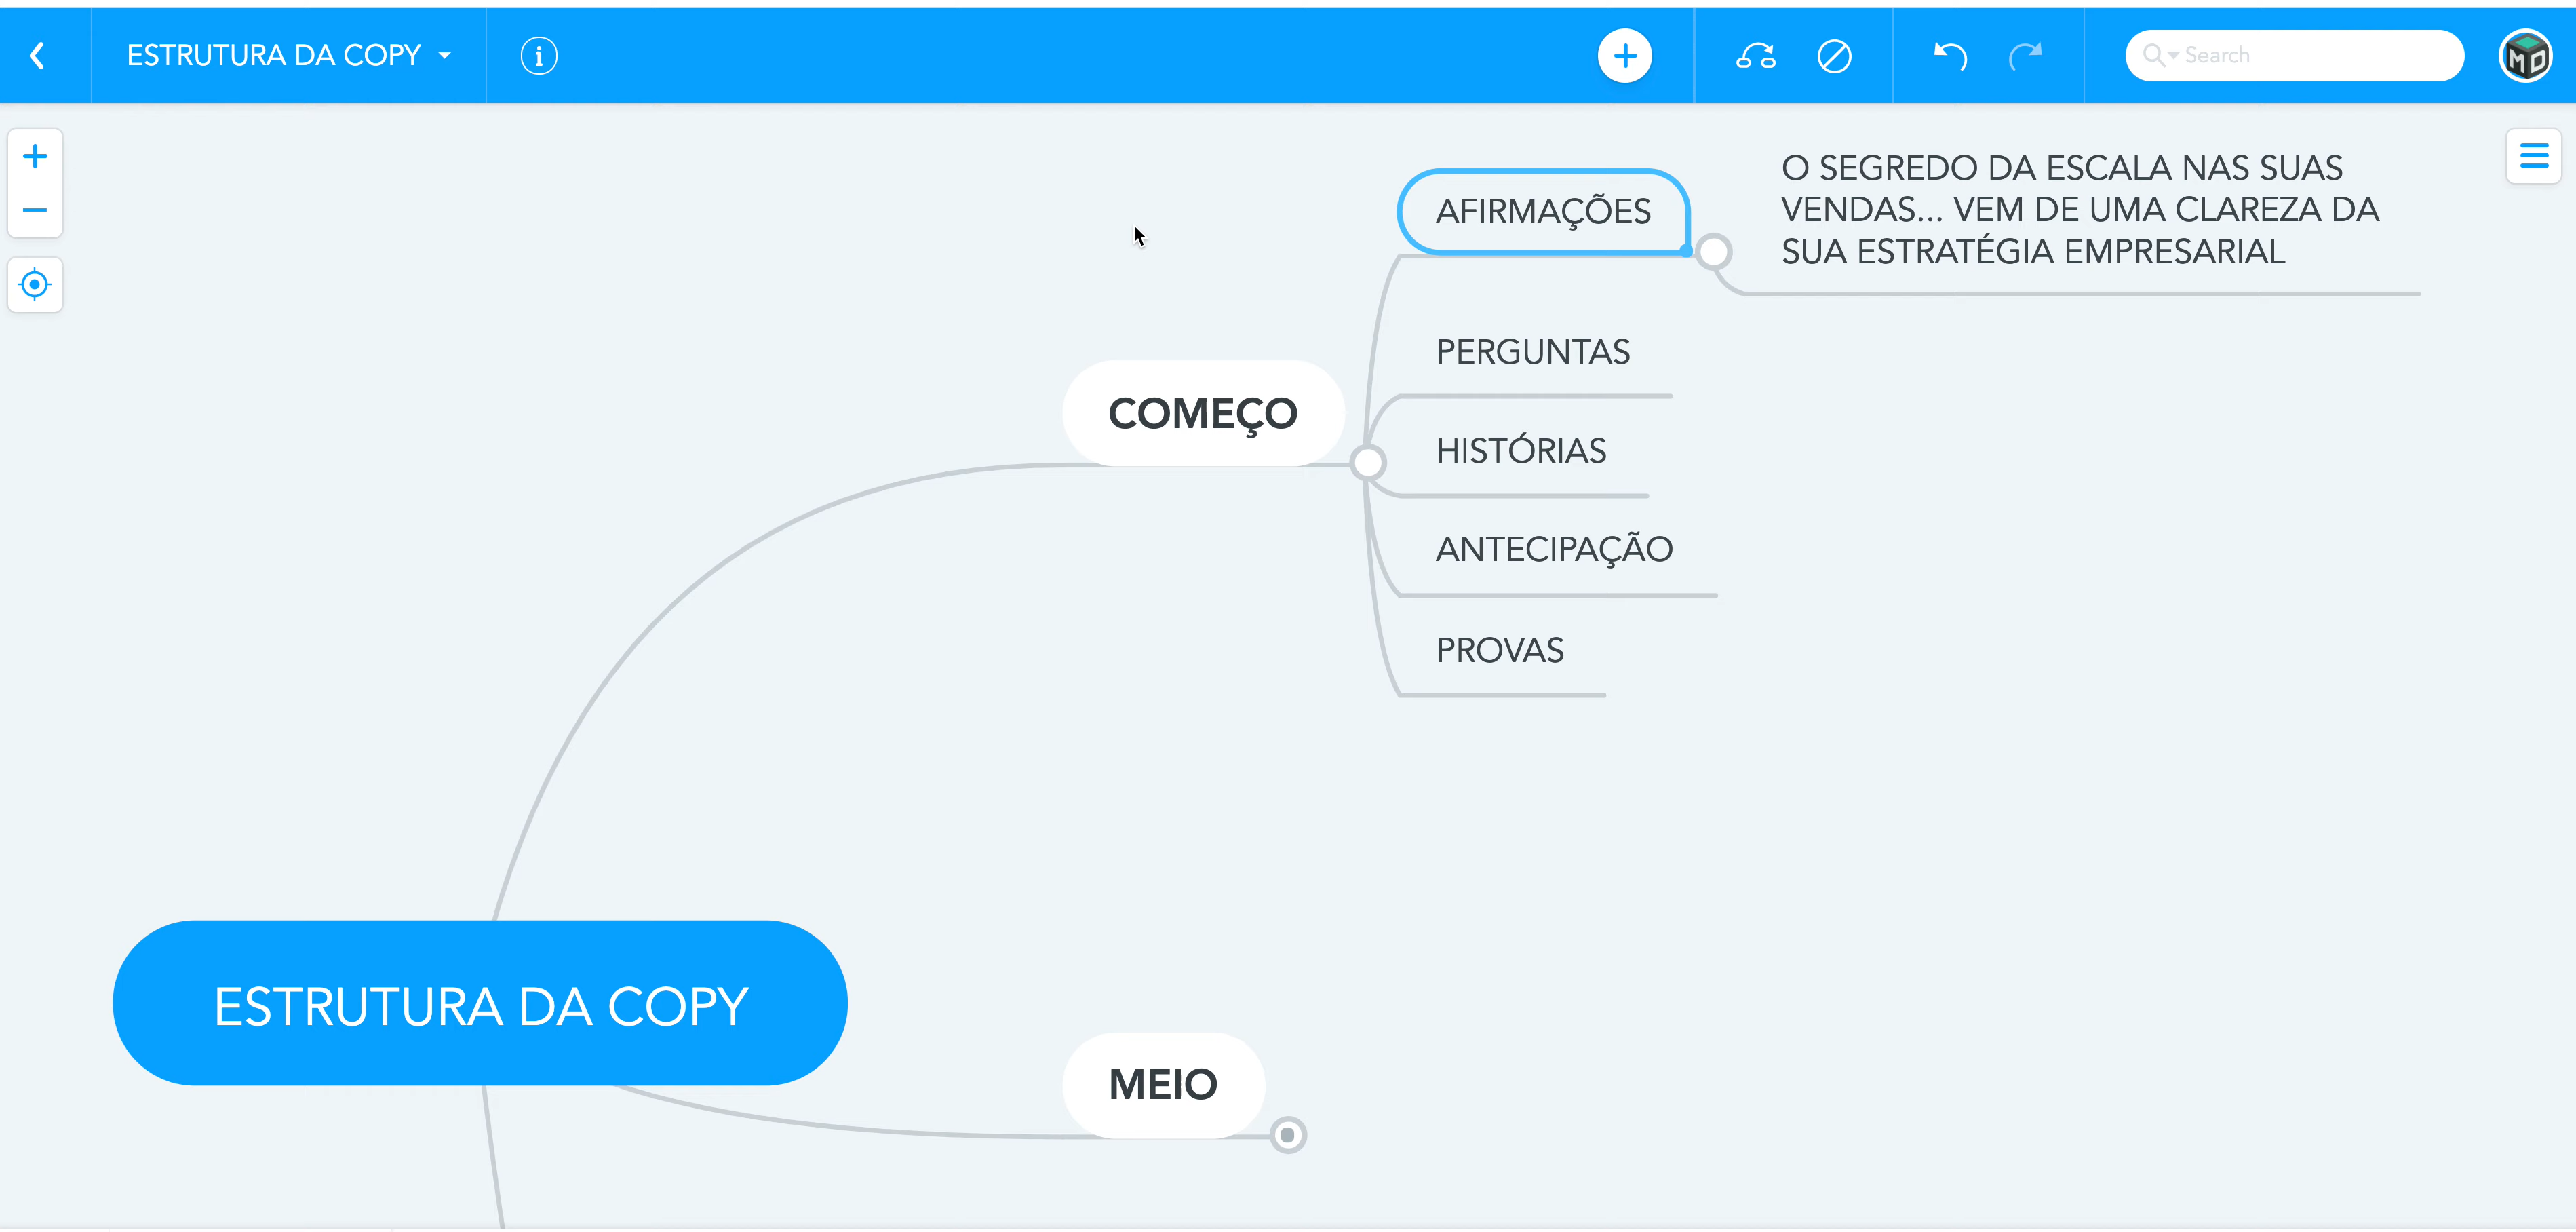 ESTRUTURA DA COPY
Search
MD
AFIRMAÇÕES
O SEGREDO DA ESCALA NAS SUAS
VENDAS... VEM DE UMA CLAREZA DA
SUA ESTRATÉGIA EMPRESARIAL
PERGUNTAS
COMEÇO
HISTÓRIAS
ANTECIPAÇÃO
PROVAS
ESTRUTURA DA COPY
MEIO